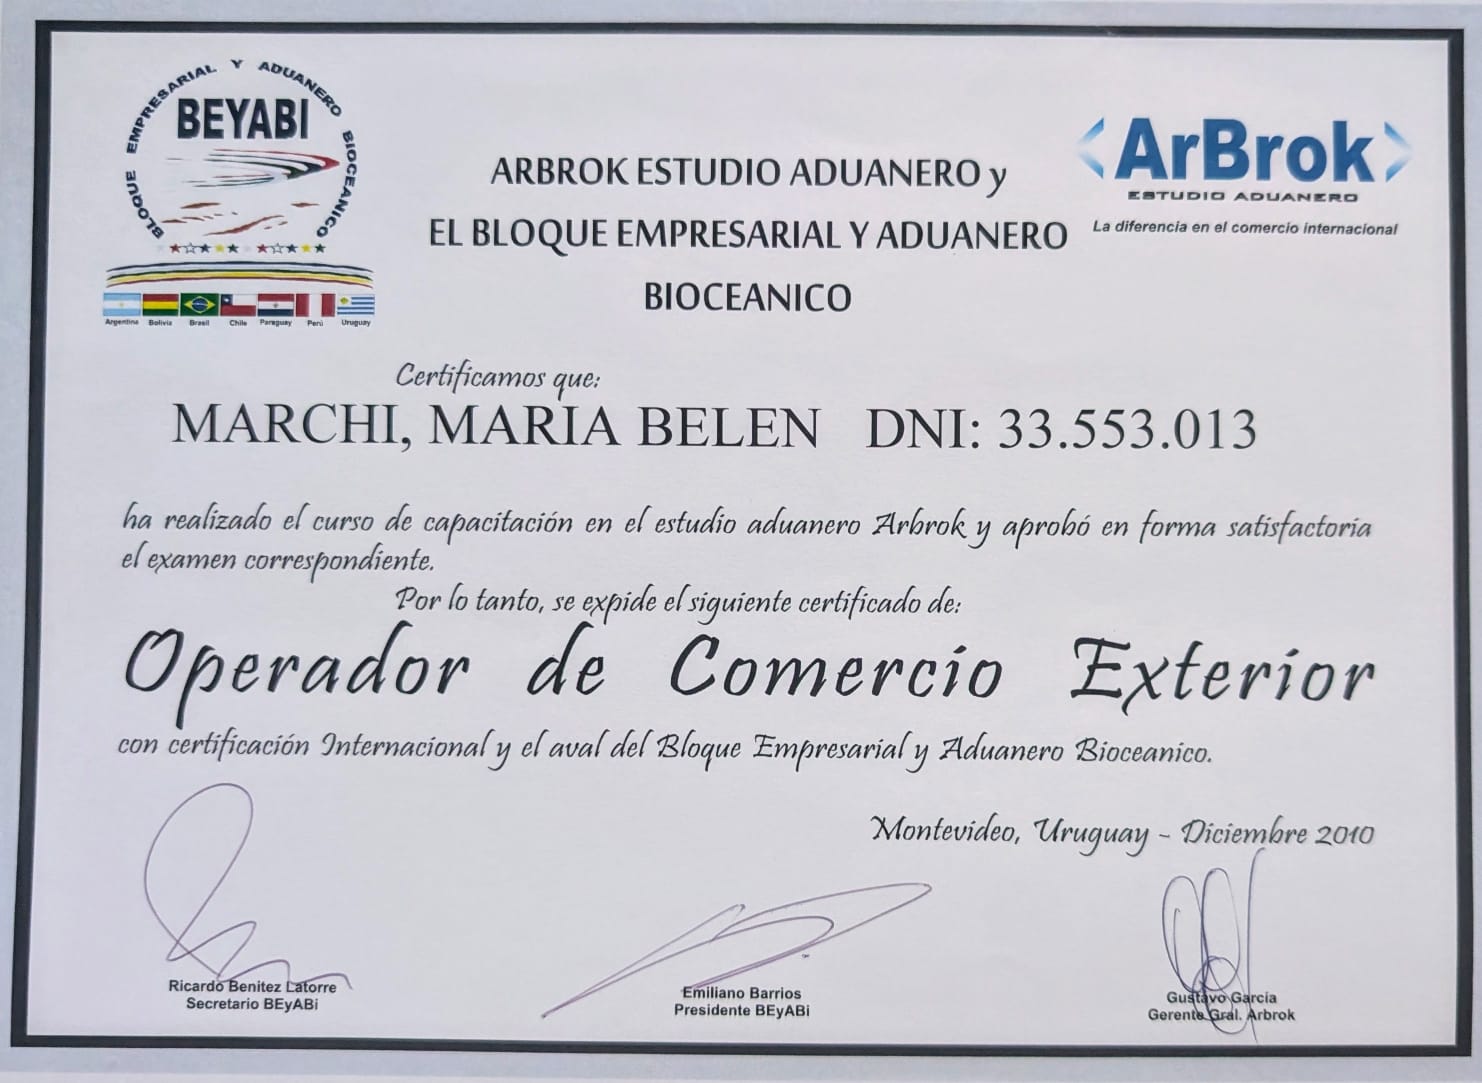 BLOQUE EMPRESARIAL Y ADUANERO BIOCEANICO
BEYABI
Argentina Bolivia Brasil Chile Paraguay Perú Uruguay
ArBrok
ESTUDIO ADUANERO
La diferencia en el comercio internacional
ARBROK ESTUDIO ADUANERO y
EL BLOQUE EMPRESARIAL Y ADUANERO
BIOCEANICO
Certificamos que:
MARCHI, MARIA BELEN DNI: 33.553.013
ha realizado el curso de capacitación en el estudio aduanero Arbrok y aprobó en forma satisfactoria
el examen correspondiente.
Por lo tanto, se expide el siguiente certificado de:
Operador de Comercio Exterior
con certificación Internacional y el aval del Bloque Empresarial y Aduanero Bioceanico.
Montevideo, Uruguay - Diciembre 2010
Ricardo Benitez Latorre
Secretario BEyABi
Emiliano Barrios
Presidente BEyABi
Gustavo García
Gerente Gral. Arbrok